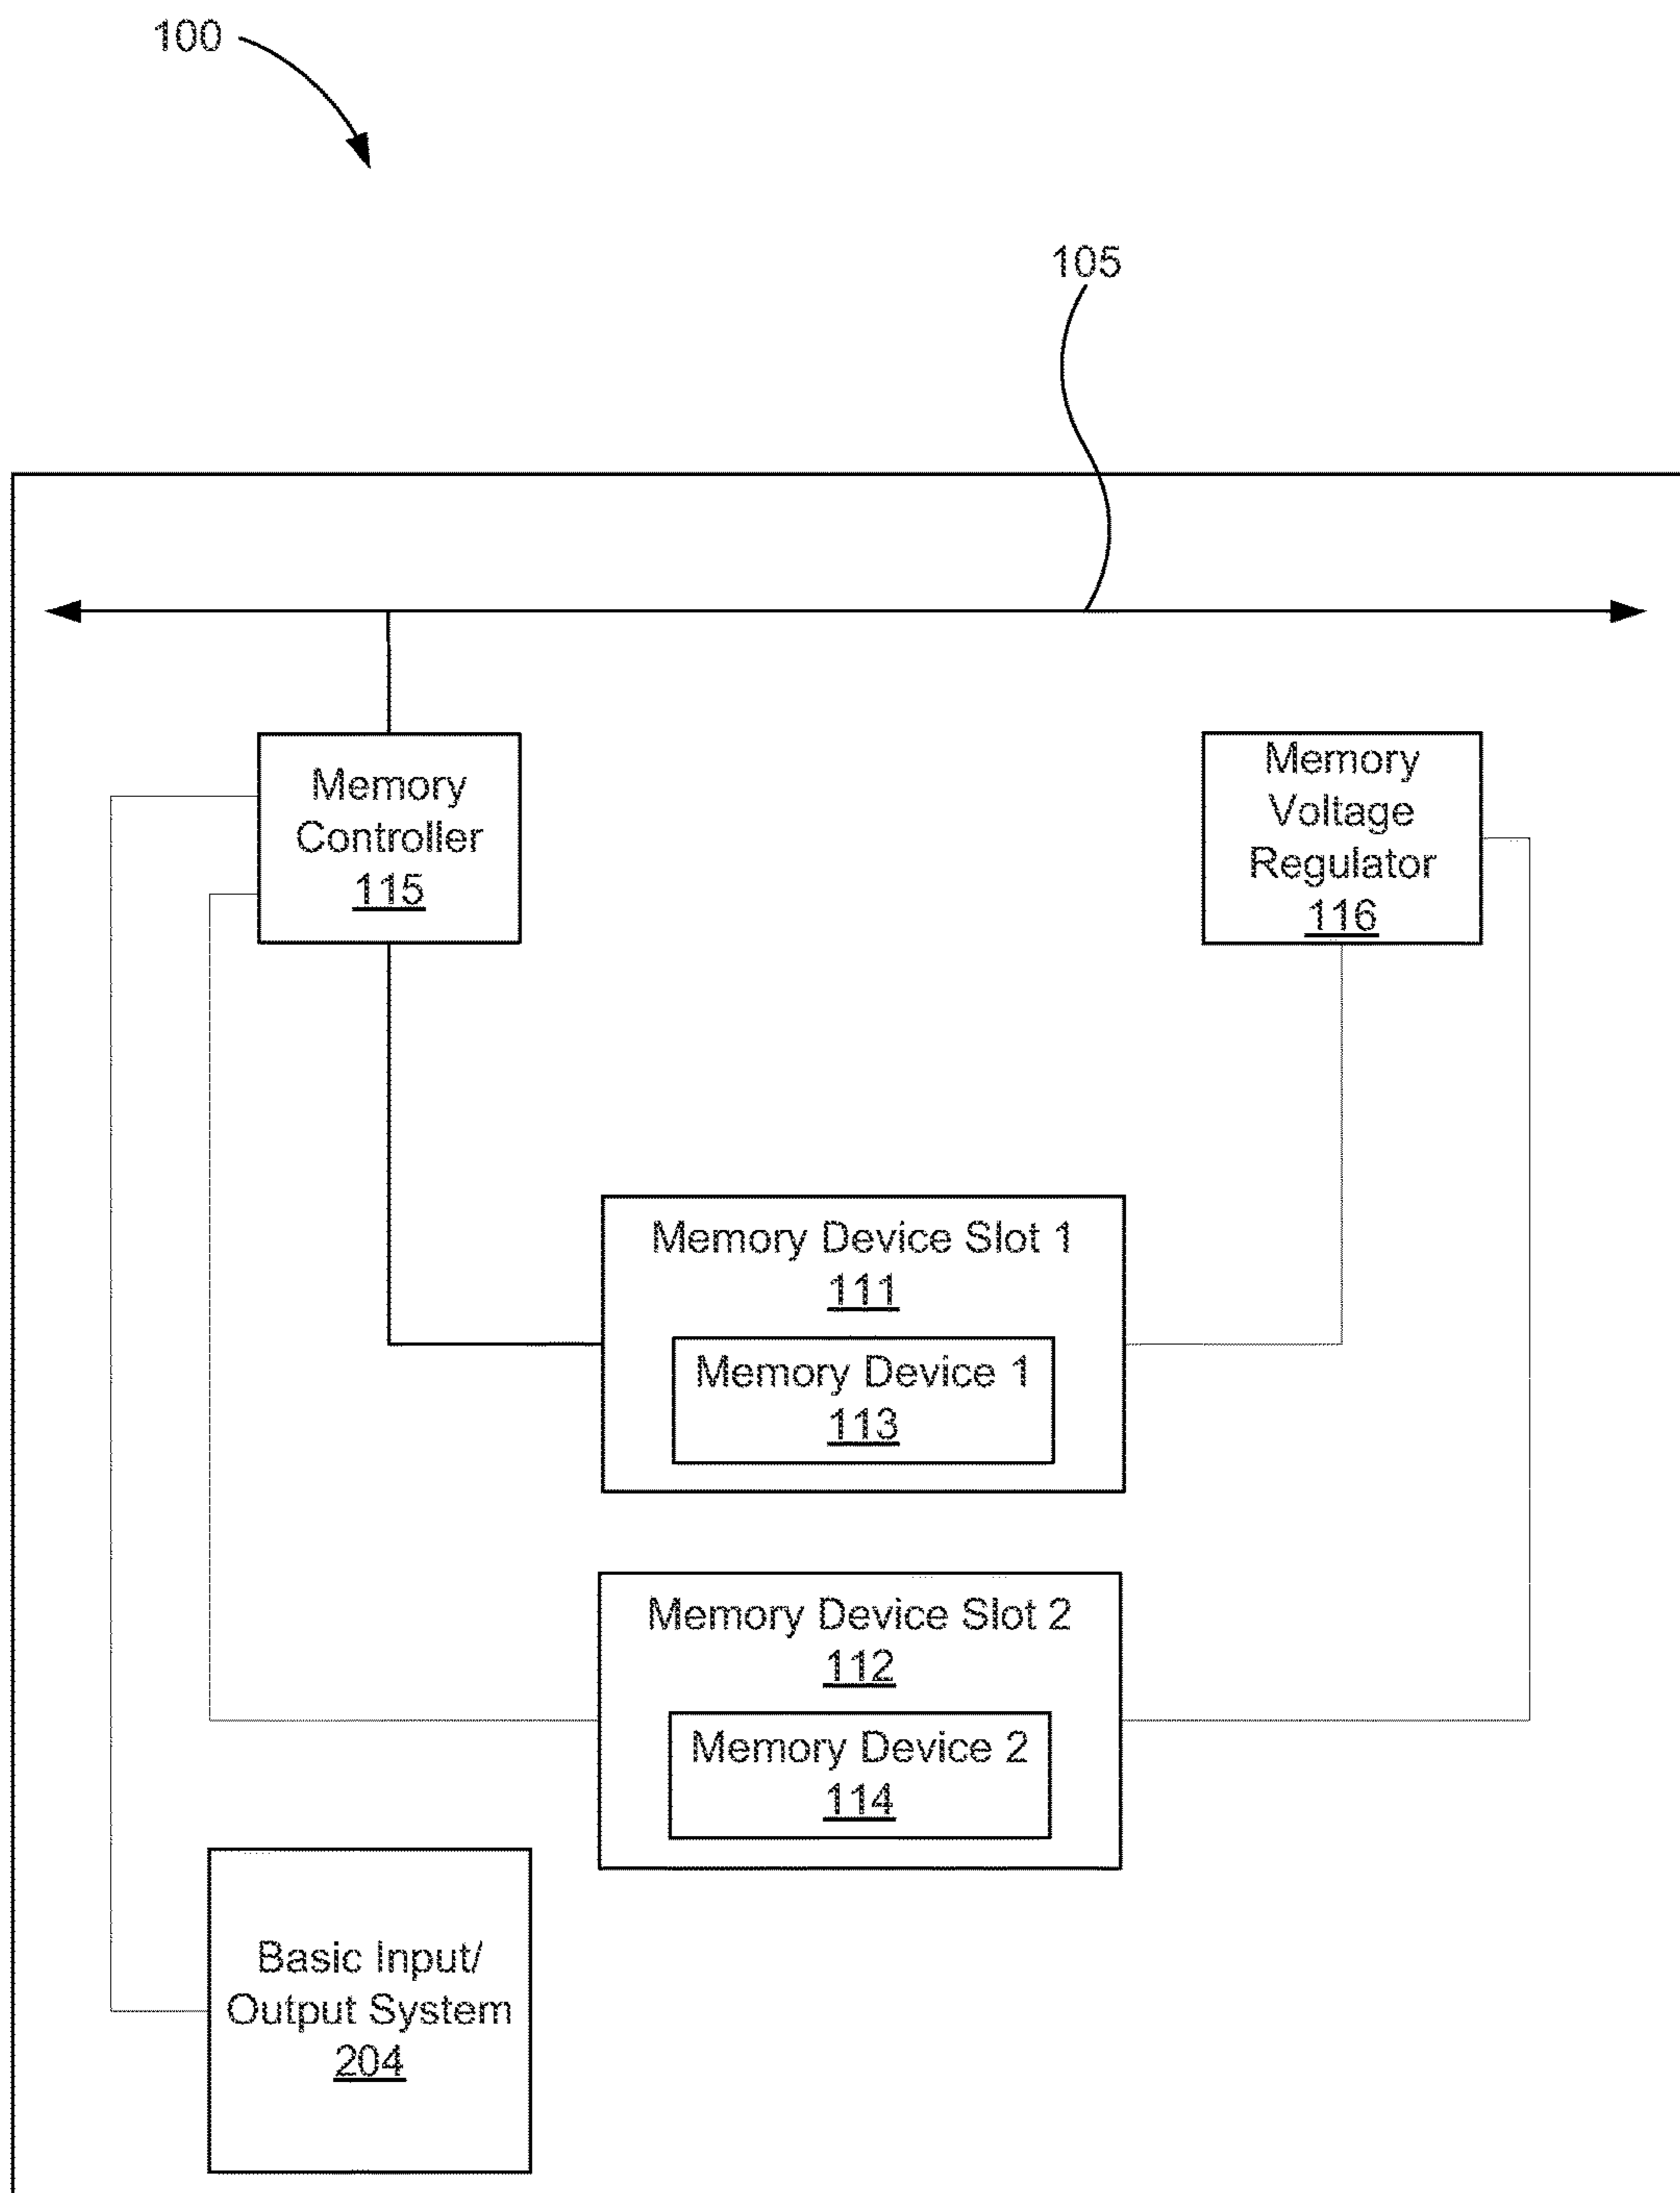 100
105
Memory
Controller
115
Memory
Voltage
Regulator
116
Memory Device Slot 1
111
Memory Device 1
113
Memory Device Slot 2
112
Memory Device 2
114
Basic Input/
Output System
204